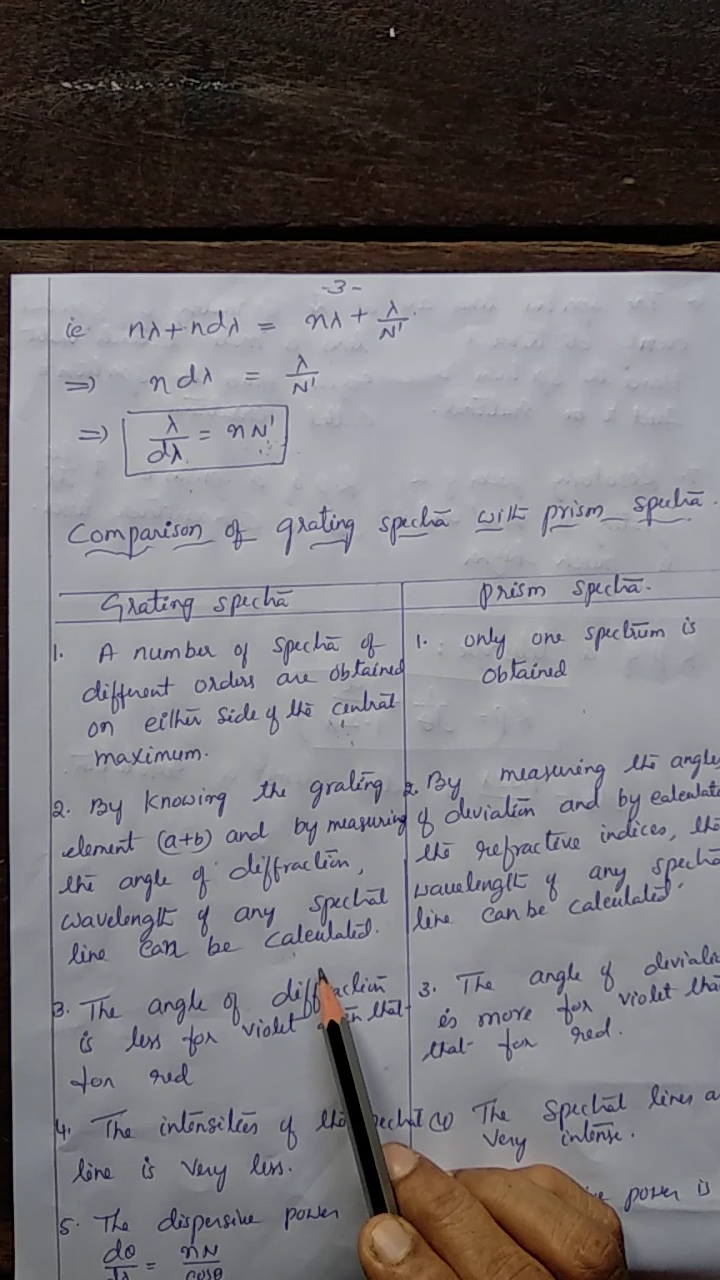 -3-
ie nλ+ndλ = nλ + λ/N'
⇒ ndλ = λ/N'
⇒ λ/dλ = nN'
Comparison of grating spectra with prism spectra.
Grating spectra
1. A number of spectra of
different orders are obtained
on either side of the central
maximum.
2. By knowing the grating
element (a+b) and by measuring
the angle of diffraction,
wavelength of any spectral
line can be calculated.
3. The angle of diffraction
is less for violet that
for red
4. The intensities of the
line is very less.
5. The dispersive power
dθ/dλ = nN/cosθ
Prism spectra.
1. only one spectrum is
obtained
2. By measuring the angle
of deviation and by calculat
the refractive indices, the
wavelength of any spectra
line can be calculated.
3. The angle of deviati
is more for violet tha
that for red.
(4) The spectral lines a
very intense.
power is